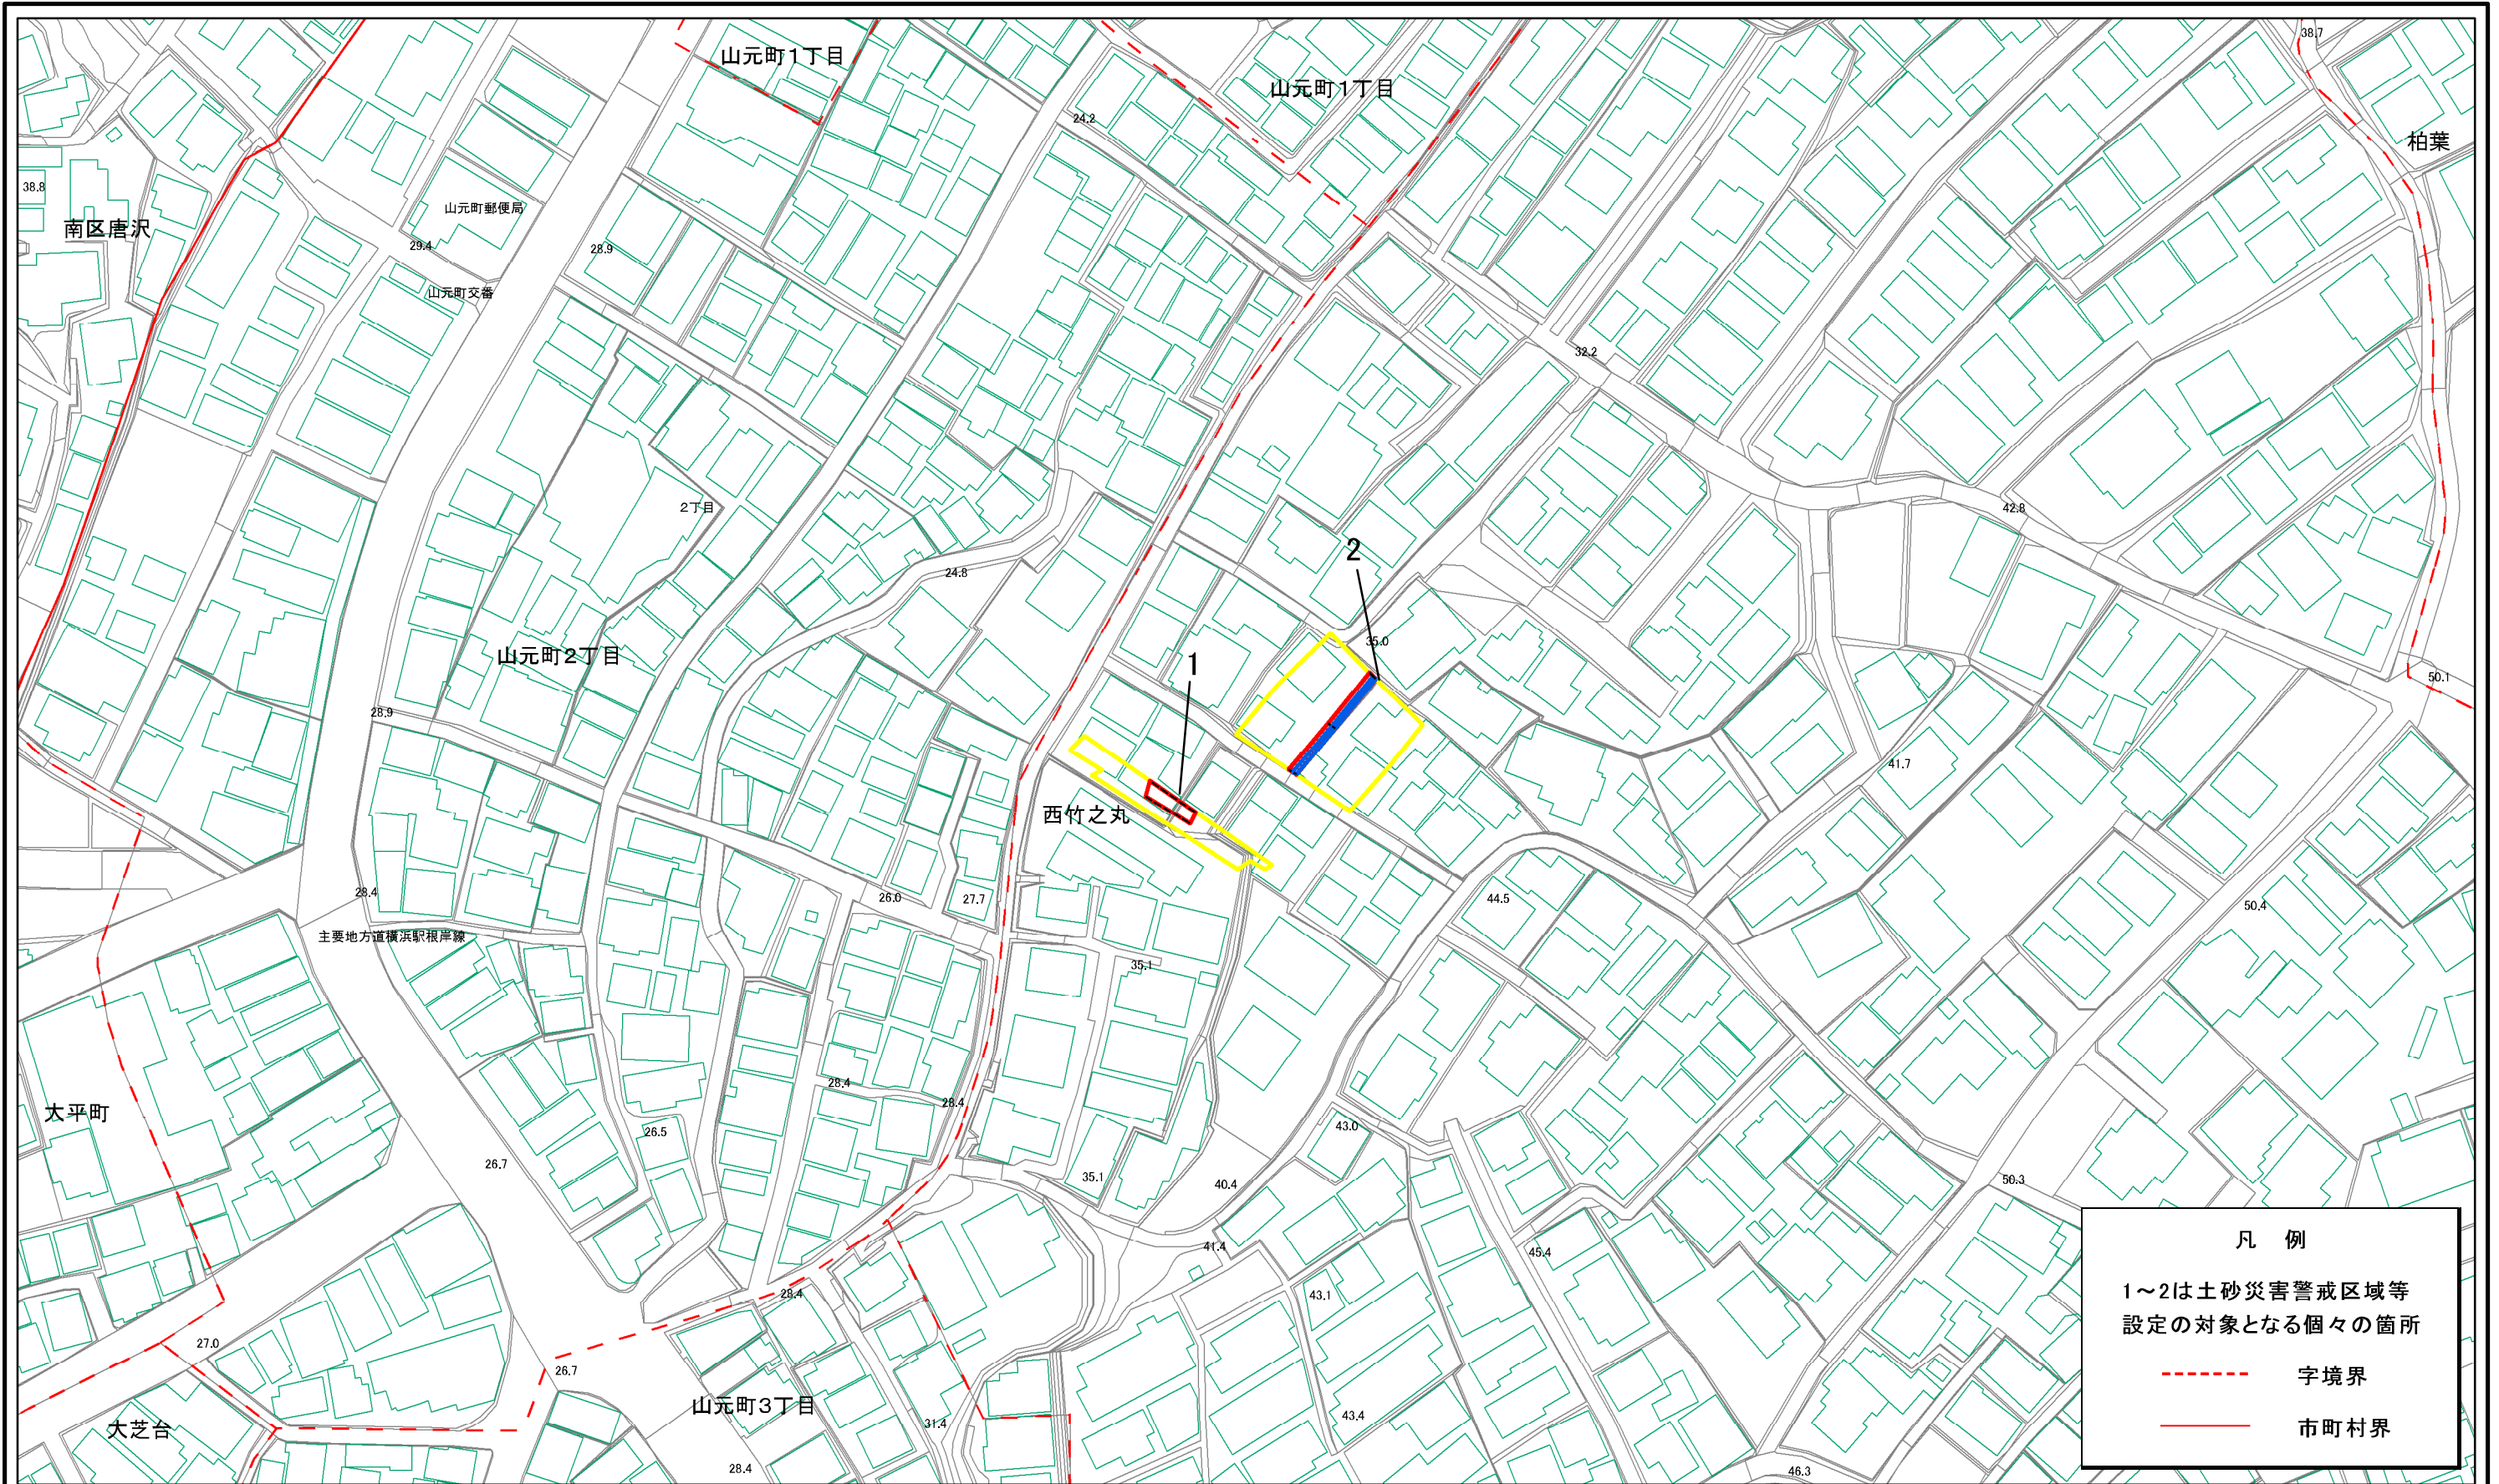 山元町1丁目
山元町1丁目
38.7
柏葉
24.2
38.8
南区唐沢
山元町郵便局
29.4
28.9
山元町交番
32.2
2丁目
42.8
2
24.8
35.0
山元町2丁目
1
50.1
28.9
41.7
西竹之丸
28.4
26.0
27.7
44.5
50.4
主要地方道横浜駅根岸線
35.1
28.4
28.4
大平町
26.5
43.0
26.7
35.1
40.4
50.3
41.4
45.4
28.4
43.1
27.0
26.7
山元町3丁目
43.4
大芝台
31.4
28.4
46.3
凡 例
1～2は土砂災害警戒区域等
設定の対象となる個々の箇所
字境界
市町村界